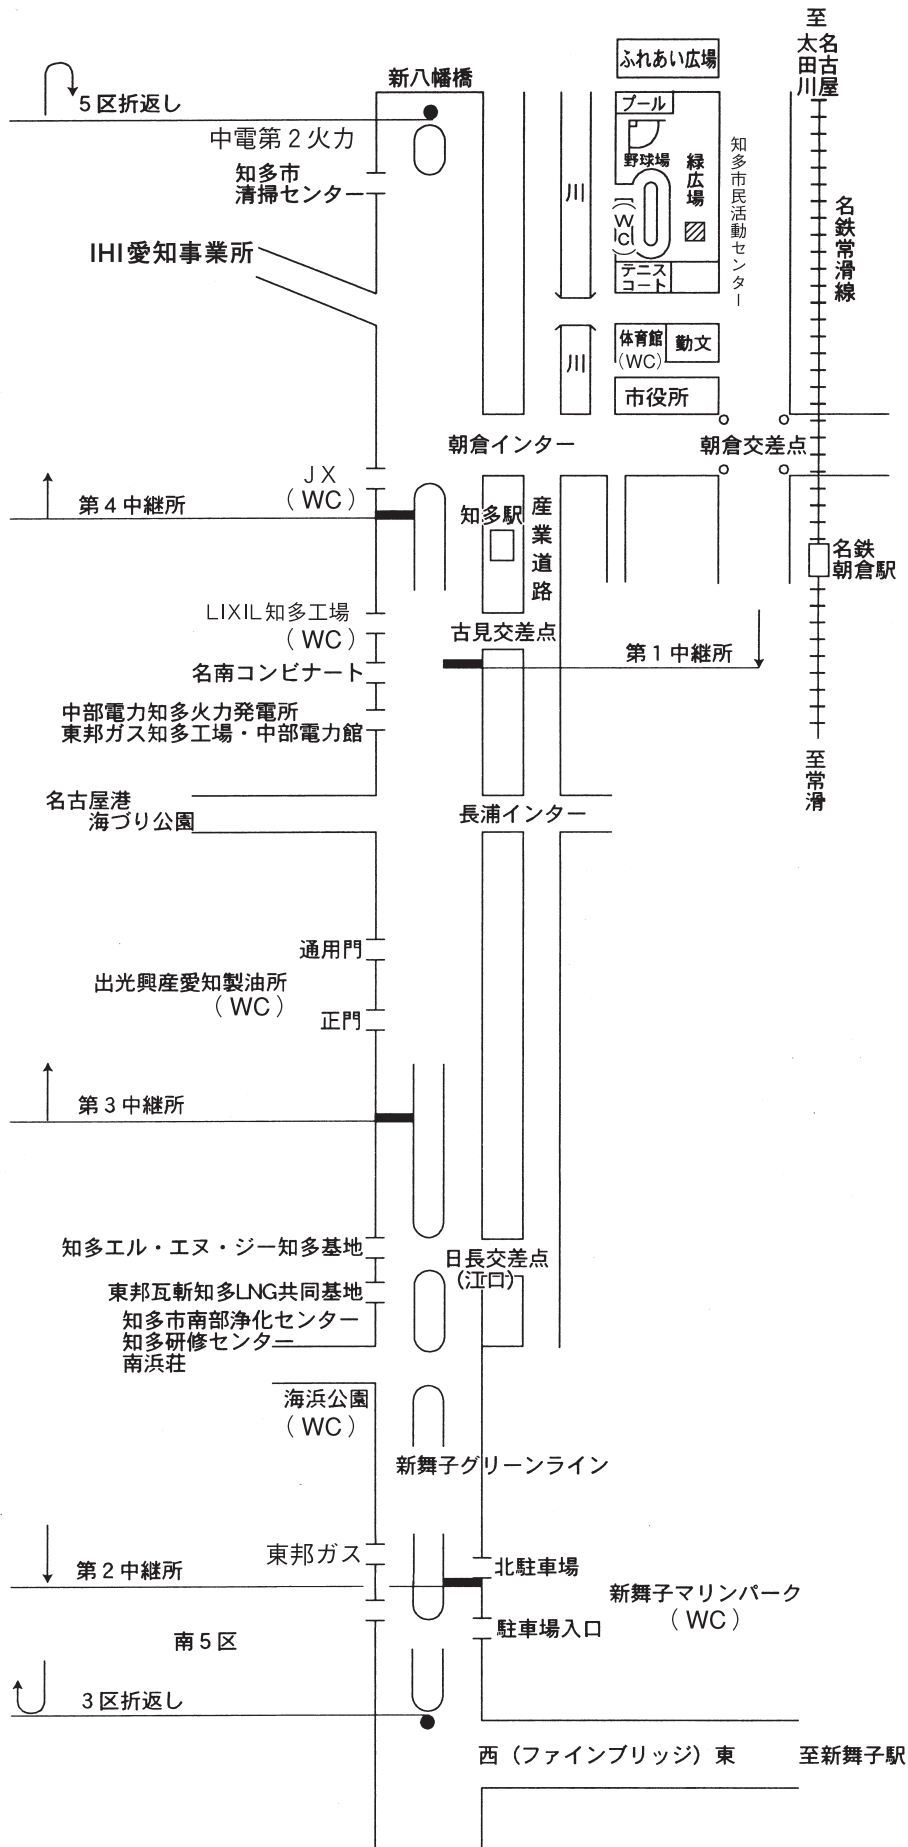 至
名古屋
太田川
ふれあい広場
新八幡橋
プール
5区折返し
中電第2火力
知多市
清掃センター
野球場
緑広場
知多市民活動センター
川
(WC)
名鉄常滑線
IHI愛知事業所
テニス
コート
川
体育館
(WC)
勤文
市役所
朝倉インター
朝倉交差点
JX
(WC)
第4中継所
知多駅
産業道路
名鉄
朝倉駅
LIXIL知多工場
(WC)
古見交差点
第1中継所
名南コンビナート
中部電力知多火力発電所
東邦ガス知多工場・中部電力館
至常滑
名古屋港
海づり公園
長浦インター
通用門
出光興産愛知製油所
(WC)
正門
第3中継所
知多エル・エヌ・ジー知多基地
日長交差点
(江口)
東邦瓦斯知多LNG共同基地
知多市南部浄化センター
知多研修センター
南浜荘
海浜公園
(WC)
新舞子グリーンライン
東邦ガス
第2中継所
北駐車場
新舞子マリンパーク
(WC)
駐車場入口
南5区
3区折返し
西(ファインブリッジ)東
至新舞子駅